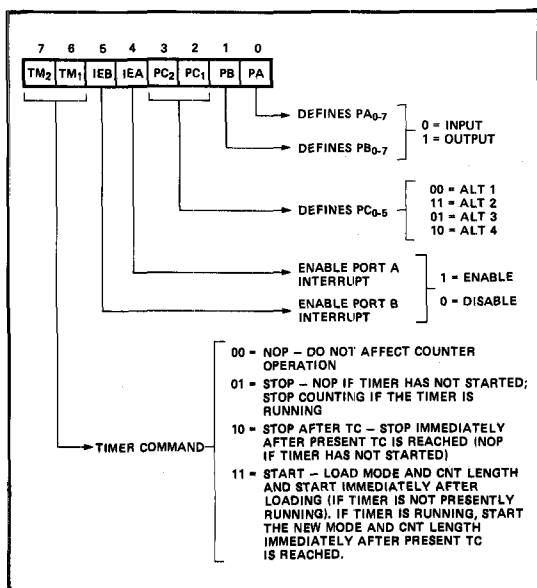 7 6 5 4 3 2 1 0
TM2 TM1 IEB IEA PC2 PC1 PB PA
DEFINES PA0-7
DEFINES PB0-7
0 = INPUT
1 = OUTPUT
DEFINES PC0-5
00 = ALT 1
11 = ALT 2
01 = ALT 3
10 = ALT 4
ENABLE PORT A
INTERRUPT
ENABLE PORT B
INTERRUPT
1 = ENABLE
0 = DISABLE
TIMER COMMAND
00 = NOP – DO NOT AFFECT COUNTER
OPERATION
01 = STOP – NOP IF TIMER HAS NOT STARTED;
STOP COUNTING IF THE TIMER IS
RUNNING
10 = STOP AFTER TC – STOP IMMEDIATELY
AFTER PRESENT TC IS REACHED (NOP
IF TIMER HAS NOT STARTED)
11 = START – LOAD MODE AND CNT LENGTH
AND START IMMEDIATELY AFTER
LOADING (IF TIMER IS NOT PRESENTLY
RUNNING). IF TIMER IS RUNNING, START
THE NEW MODE AND CNT LENGTH
IMMEDIATELY AFTER PRESENT TC
IS REACHED.